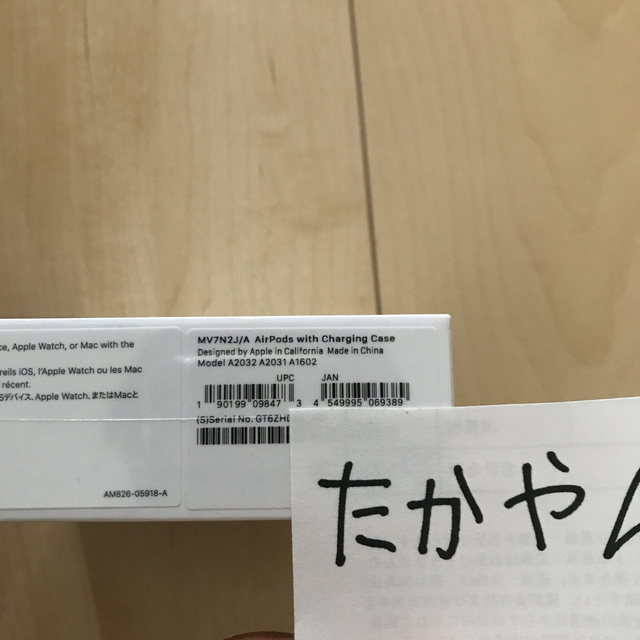 ce, Apple Watch, or Mac with the
reils iOS, l'Apple Watch ou les Mac
récent.
Sデバイス、Apple Watch、またはMacと
AM826-05918-A
MV7N2J/A AirPods with Charging Case
Designed by Apple in California Made in China
Model A2032 A2031 A1602
UPC JAN
1 90199 09847 3 4 549995 069389
(S)Serial No. GT6ZH
たかやん